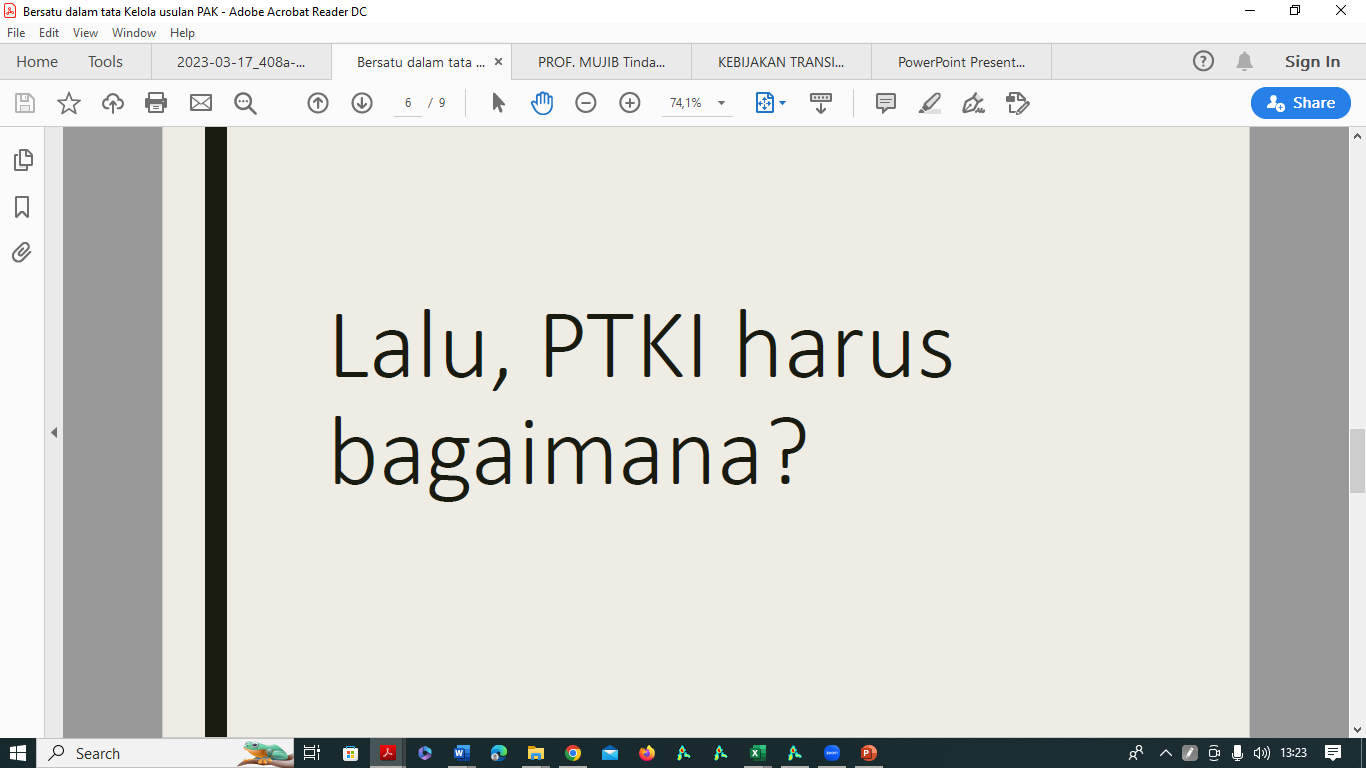 Bersatu dalam tata Kelola usulan PAK - Adobe Acrobat Reader DC
File Edit View Window Help
Home Tools 2023-03-17_408a-... Bersatu dalam tata ... PROF. MUJIB Tinda... KEBIJAKAN TRANSI... PowerPoint Present... Sign In
6 / 9 74,1% Share
Lalu, PTKI harus
bagaimana?
Search 13:23